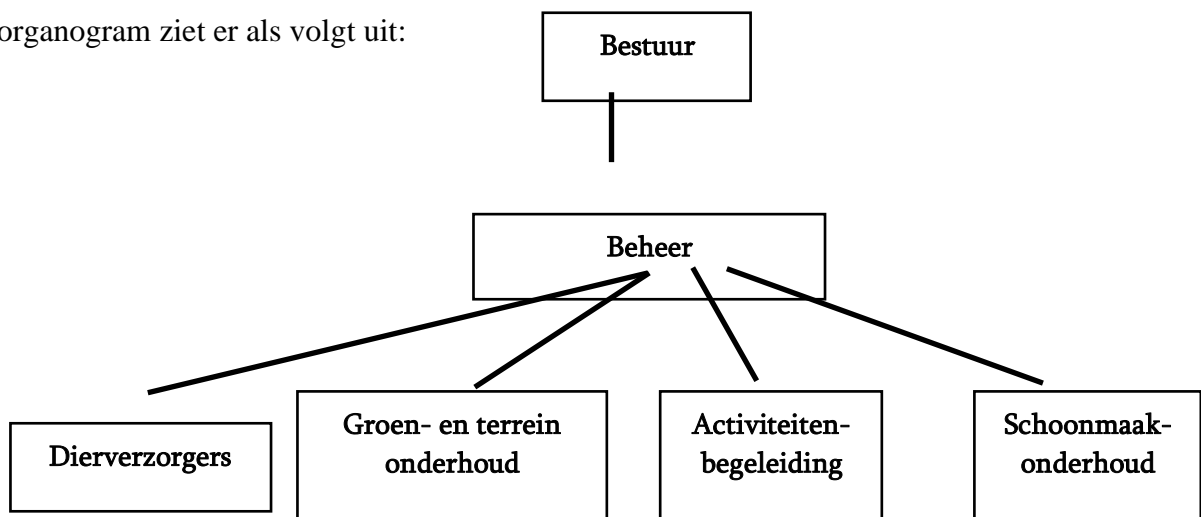 organogram ziet er als volgt uit:
Bestuur
Beheer
Dierverzorgers
Groen- en terrein
onderhoud
Activiteiten-
begeleiding
Schoonmaak-
onderhoud